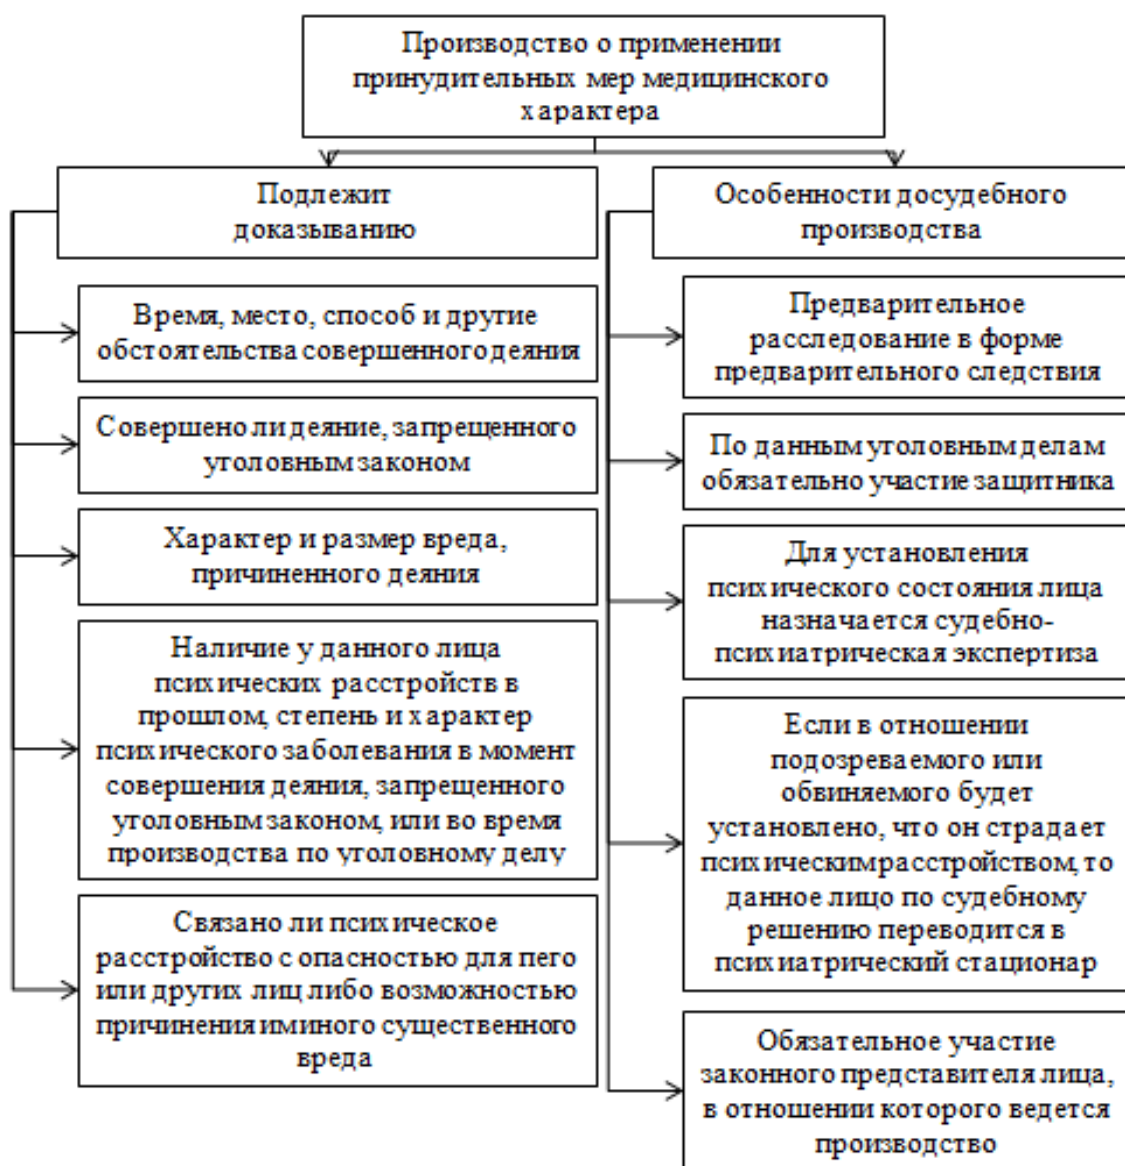 Производство о применении
принудительных мер медицинского
характера
Подлежит
доказыванию
Время, место, способ и другие
обстоятельства совершенного деяния
Совершено ли деяние, запрещенного
уголовным законом
Характер и размер вреда,
причиненного деяния
Наличие у данного лица
психических расстройств в
прошлом, степень и характер
психического заболевания в момент
совершения деяния, запрещенного
уголовным законом, или во время
производства по уголовному делу
Связано ли психическое
расстройство с опасностью для пего
или других лиц либо возможностью
причинения им иного существенного
вреда
Особенности досудебного
производства
Предварительное
расследование в форме
предварительного следствия
По данным уголовным делам
обязательно участие защитника
Для установления
психического состояния лица
назначается судебно-
психиатрическая экспертиза
Если в отношении
подозреваемого или
обвиняемого будет
установлено, что он страдает
психическим расстройством, то
данное лицо по судебному
решению переводится в
психиатрический стационар
Обязательное участие
законного представителя лица,
в отношении которого ведется
производство